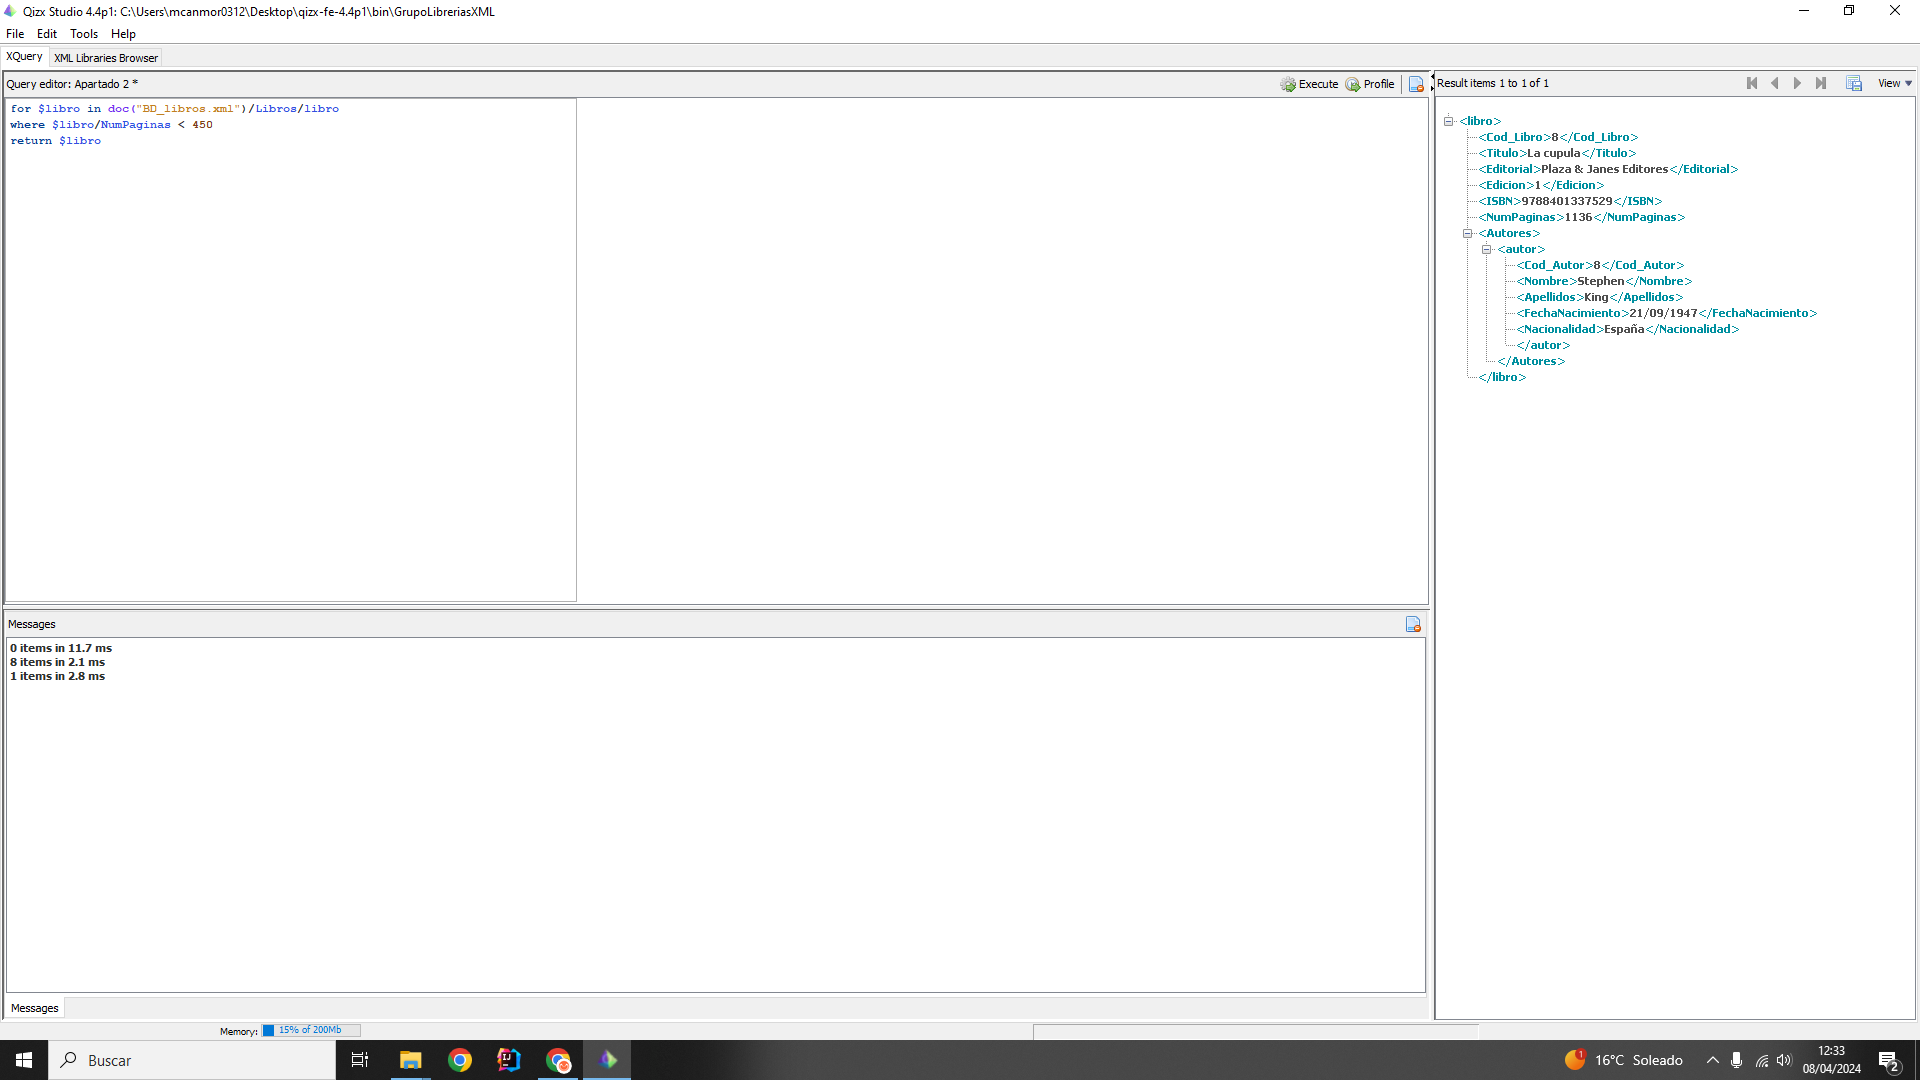 Qizx Studio 4.4p1: C:\Users\mcanmor0312\Desktop\qizx-fe-4.4p1\bin\GrupoLibreriasXML
File Edit Tools Help
XQuery XML Libraries Browser
Query editor: Apartado 2 *
Execute Profile
for $libro in doc("BD_libros.xml")/Libros/libro
where $libro/NumPaginas < 450
return $libro
Messages
0 items in 11.7 ms
8 items in 2.1 ms
1 items in 2.8 ms
Messages
Memory: 15% of 200Mb
Result items 1 to 1 of 1
View
<libro>
<Cod_Libro>8</Cod_Libro>
<Titulo>La cupula</Titulo>
<Editorial>Plaza & Janes Editores</Editorial>
<Edicion>1</Edicion>
<ISBN>9788401337529</ISBN>
<NumPaginas>1136</NumPaginas>
<Autores>
<autor>
<Cod_Autor>8</Cod_Autor>
<Nombre>Stephen</Nombre>
<Apellidos>King</Apellidos>
<FechaNacimiento>21/09/1947</FechaNacimiento>
<Nacionalidad>España</Nacionalidad>
</autor>
</Autores>
</libro>
Buscar
IJ
1
16°C Soleado
12:33
08/04/2024
2